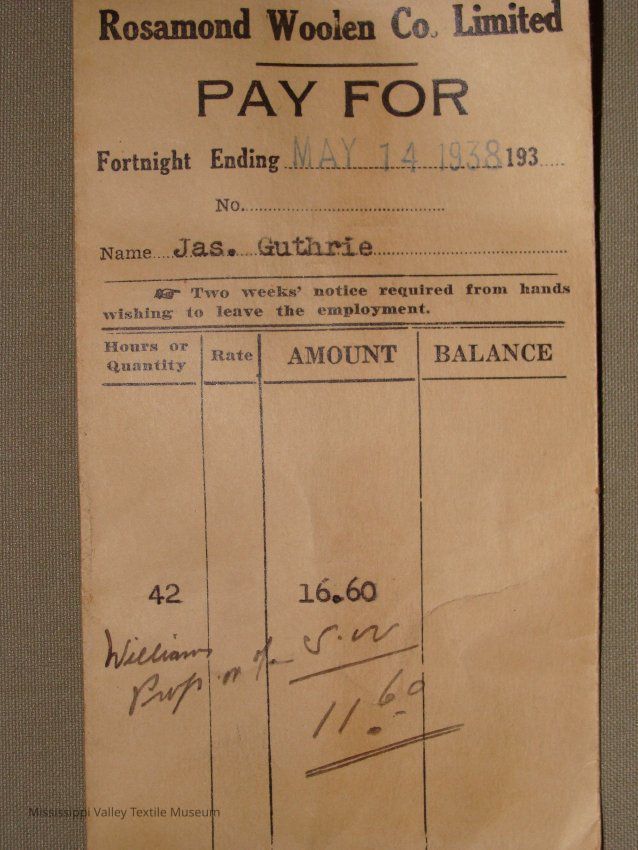 Rosamond Woolen Co. Limited
PAY FOR
Fortnight Ending MAY 14 1938 193
No.
Name Jas. Guthrie
☞ Two weeks' notice required from hands
wishing to leave the employment.
Hours or Quantity Rate AMOUNT BALANCE
42 16.60
Williams 5.00
Prop
11.60
Mississippi Valley Textile Museum